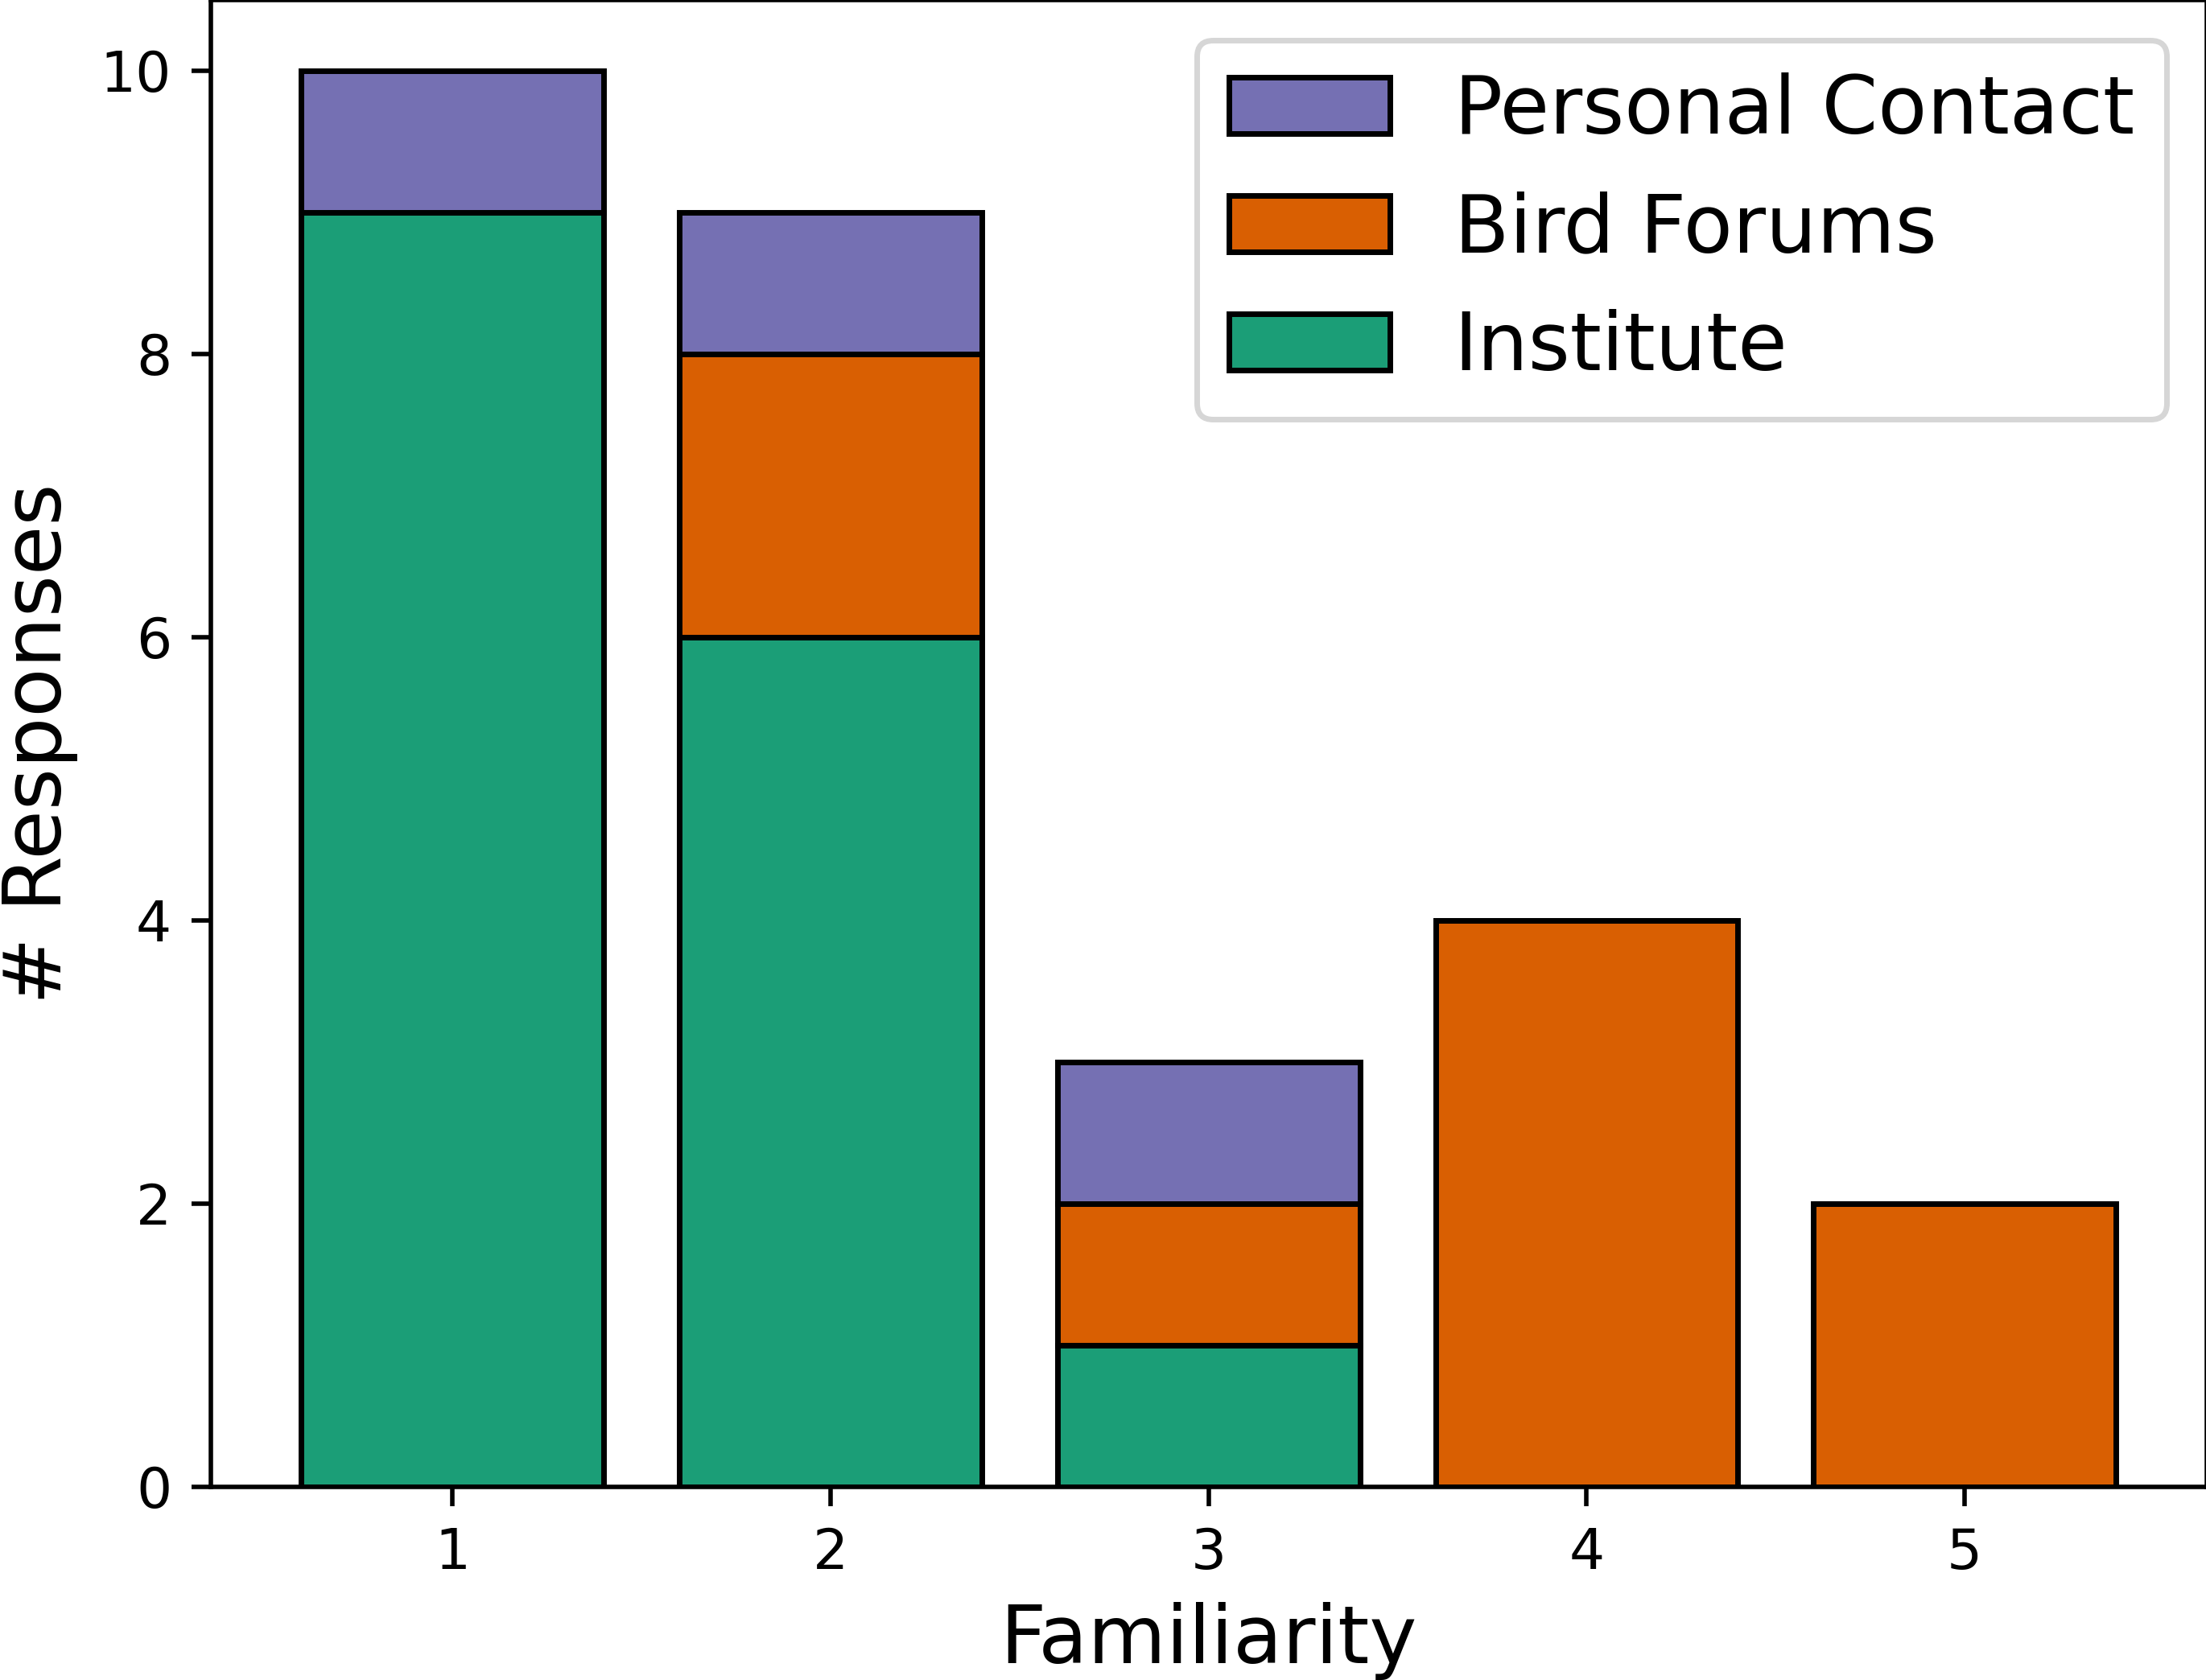 # Responses
10
8
6
4
2
0
Personal Contact
Bird Forums
Institute
1 2 3 4 5
Familiarity